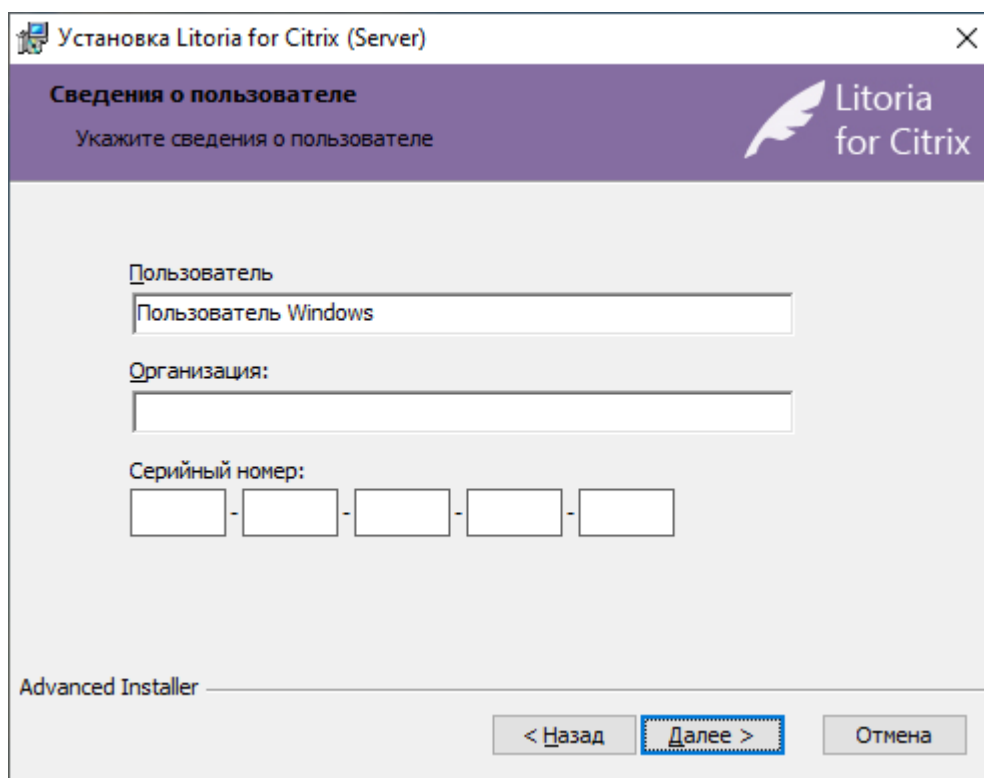 Установка Litoria for Citrix (Server)
Сведения о пользователе
Укажите сведения о пользователе
Litoria
for Citrix
Пользователь
Пользователь Windows
Организация:
Серийный номер:
- - - -
Advanced Installer
< Назад Далее > Отмена